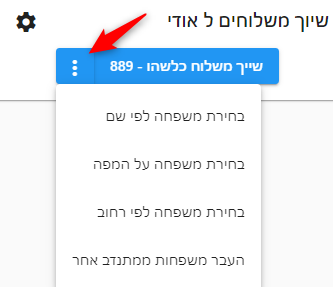 שיוך משלוחים ל אודי
שייך משלוח כלשהו - 889
בחירת משפחה לפי שם
בחירת משפחה על המפה
בחירת משפחה לפי רחוב
העבר משפחות ממתנדב אחר